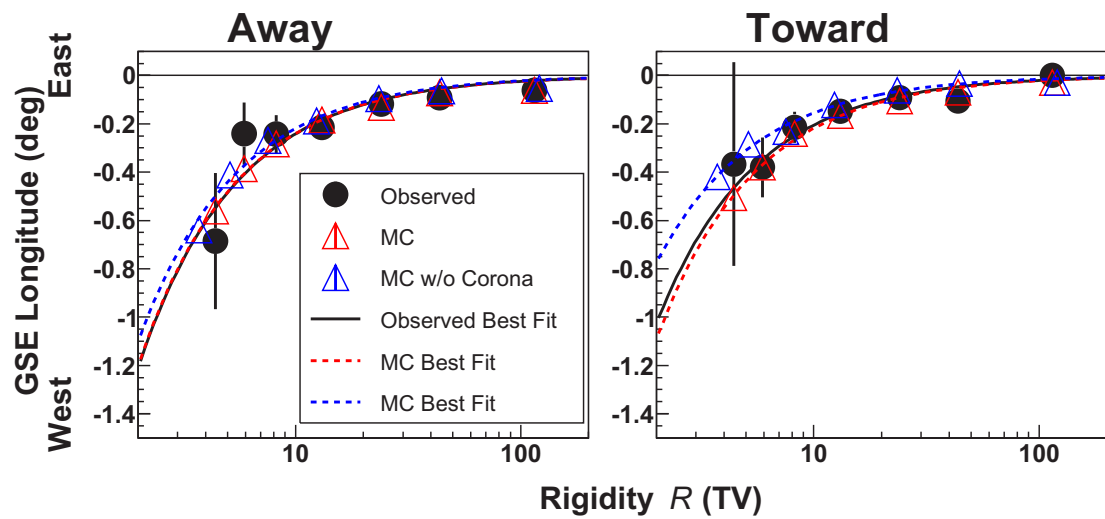 Away
Toward
East
GSE Longitude (deg)
West
0
-0.2
-0.4
-0.6
-0.8
-1
-1.2
-1.4
Observed
MC
MC w/o Corona
Observed Best Fit
MC Best Fit
MC Best Fit
10
100
0
-0.2
-0.4
-0.6
-0.8
-1
-1.2
-1.4
10
100
Rigidity R (TV)